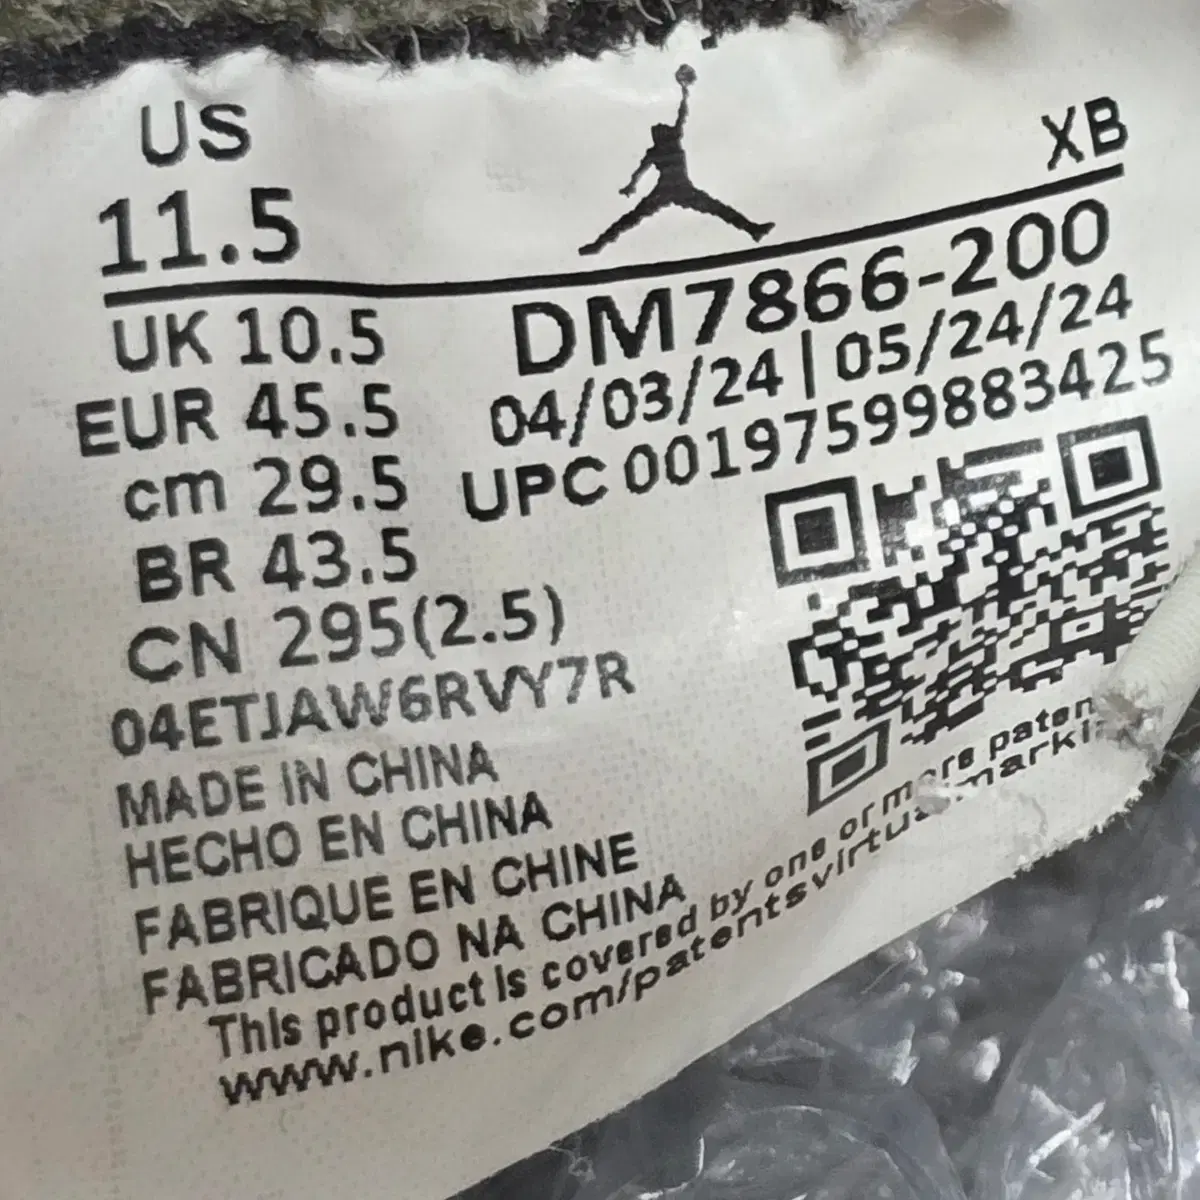 US
11.5
XB
UK 10.5
EUR 45.5
cm 29.5
BR 43.5
CN 295(2.5)
DM7866-200
04/03/24|05/24/24
UPC 00197599883425
04ETJAW6RVY7R
MADE IN CHINA
HECHO EN CHINA
FABRIQUE EN CHINE
FABRICADO NA CHINA
This product is covered by one or more
www.nike.com/patentsvirtual